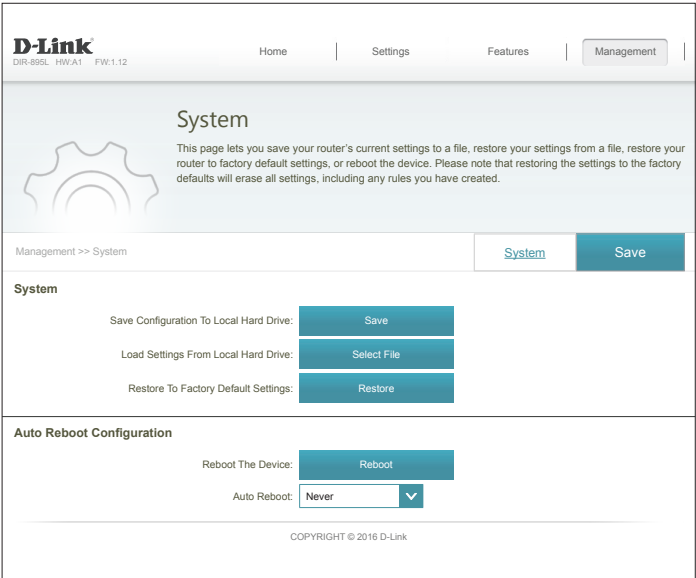 D-Link®
DIR-895L HW:A1 FW:1.12
Home
Settings
Features
Management
System
This page lets you save your router's current settings to a file, restore your settings from a file, restore your
router to factory default settings, or reboot the device. Please note that restoring the settings to the factory
defaults will erase all settings, including any rules you have created.
Management >> System
System
Save
System
Save Configuration To Local Hard Drive:
Save
Load Settings From Local Hard Drive:
Select File
Restore To Factory Default Settings:
Restore
Auto Reboot Configuration
Reboot The Device:
Reboot
Auto Reboot:
Never
COPYRIGHT © 2016 D-Link